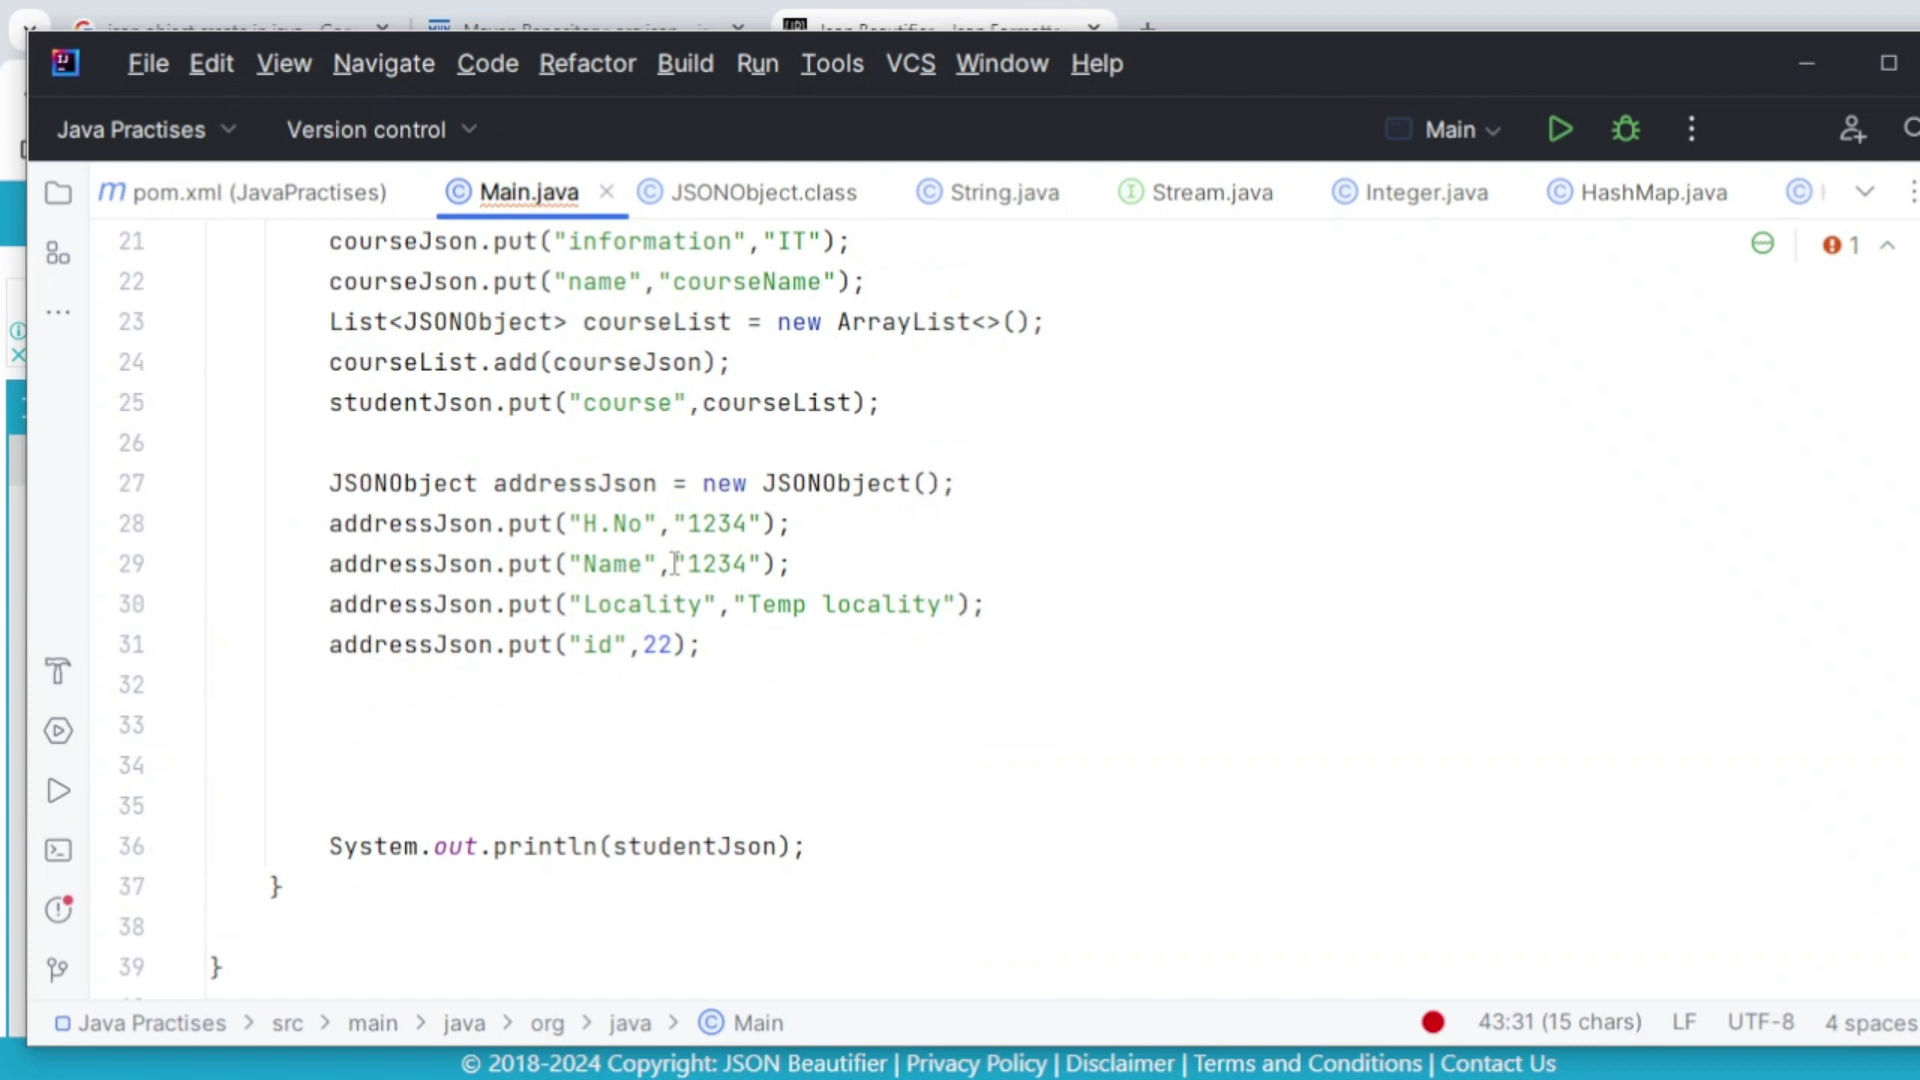 File Edit View Navigate Code Refactor Build Run Tools VCS Window Help
Java Practises Version control Main
pom.xml (JavaPractises) Main.java JSONObject.class String.java Stream.java Integer.java HashMap.java
21 courseJson.put("information","IT"); 1
22 courseJson.put("name","courseName");
23 List<JSONObject> courseList = new ArrayList<>();
24 courseList.add(courseJson);
25 studentJson.put("course",courseList);
26
27 JSONObject addressJson = new JSONObject();
28 addressJson.put("H.No","1234");
29 addressJson.put("Name","1234");
30 addressJson.put("Locality","Temp locality");
31 addressJson.put("id",22);
32
33
34
35
36 System.out.println(studentJson);
37 }
38
39 }
Java Practises > src > main > java > org > java > Main 43:31 (15 chars) LF UTF-8 4 spaces
© 2018-2024 Copyright: JSON Beautifier | Privacy Policy | Disclaimer | Terms and Conditions | Contact Us